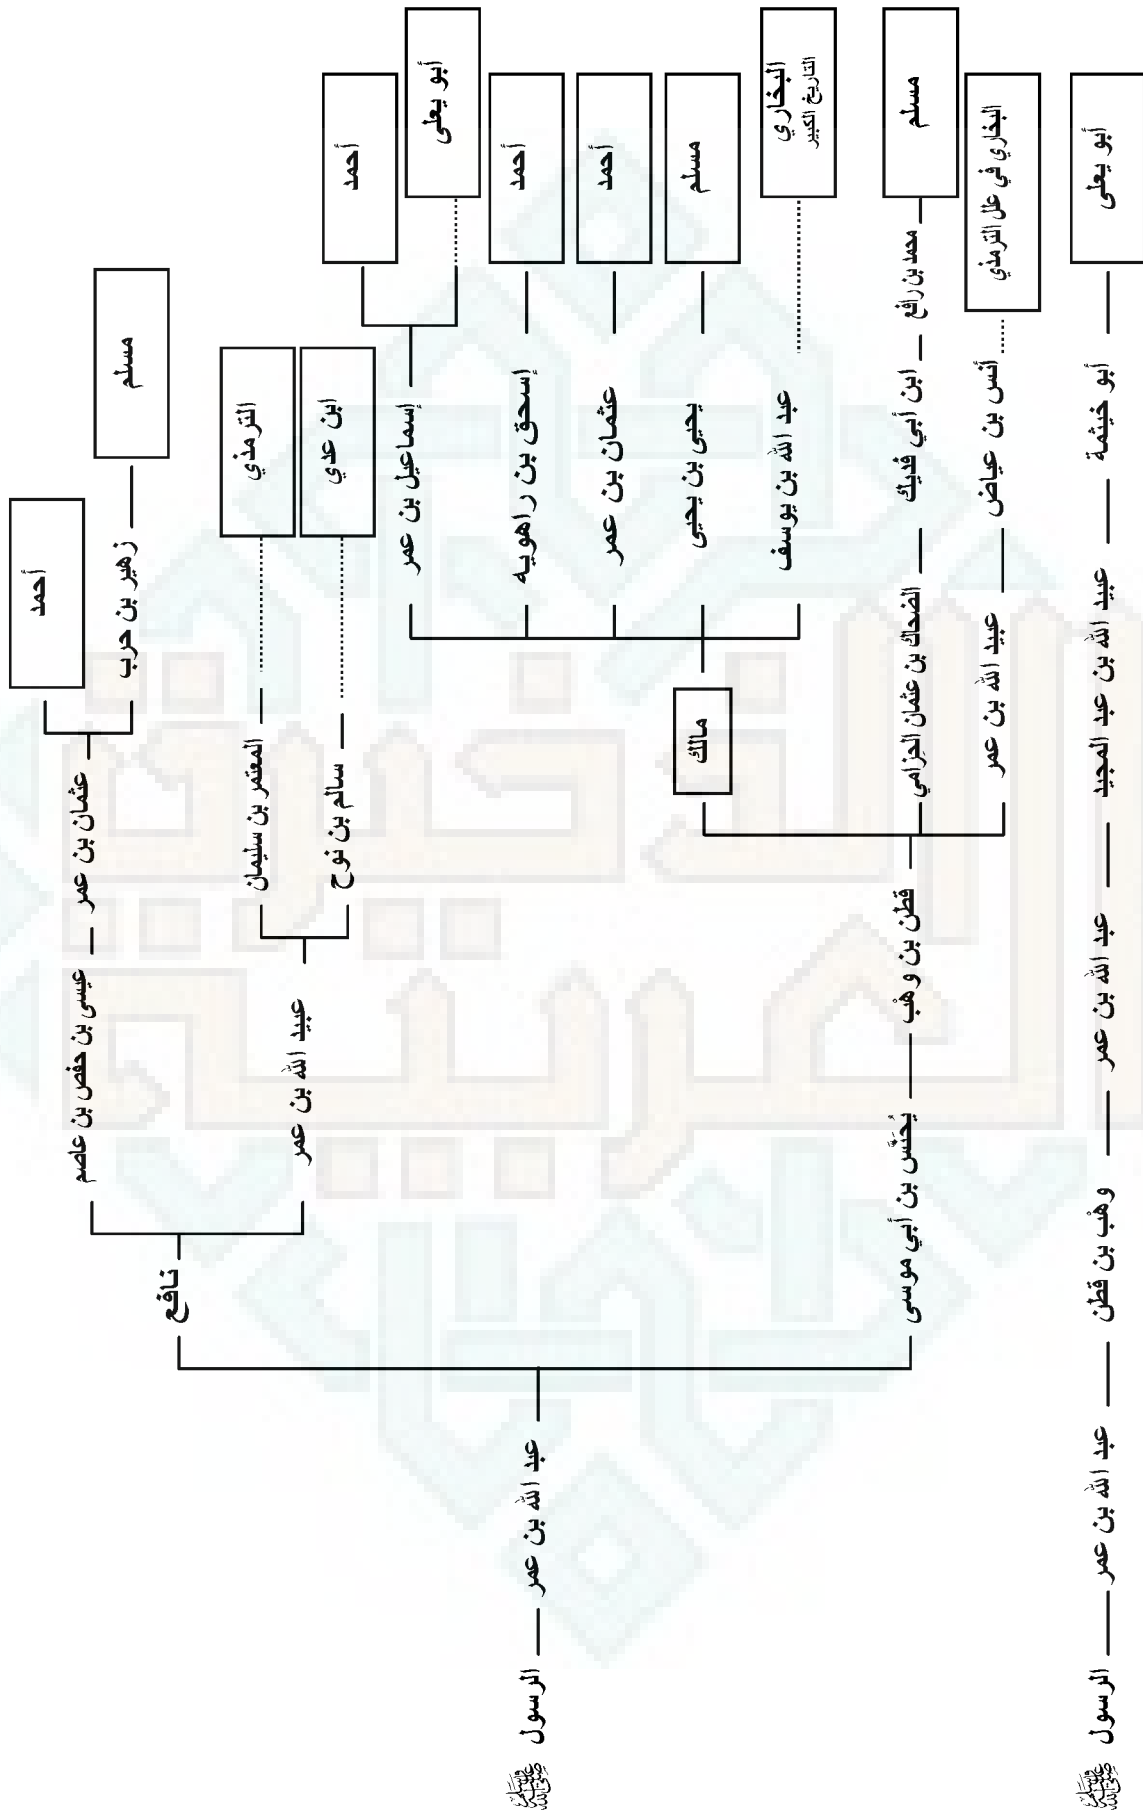 أحمد
مسلم
زهير بن حرب
عثمان بن عمر
عيسى بن حفص بن عاصم
الترمذي
المعتمر بن سليمان
ابن عدي
سالم بن نوح
عبيد الله بن عمر
نافع
أحمد
أبو يعلى
إسماعيل بن عمر
أحمد
إسحق بن راهويه
أحمد
عثمان بن عمر
مسلم
يحيى بن يحيى
البخاري
التاريخ الكبير
عبد الله بن يوسف
مالك
مسلم
محمد بن رافع
ابن أبي فديك
الضحاك بن عثمان الحزامي
البخاري في علل الترمذي
أنس بن عياض
عبيد الله بن عمر
قطن بن وهْب
يُحَنَّس بن أبي موسى
عبد الله بن عمر
الرسول
ﷺ
أبو يعلى
أبو خيثمة
عبيد الله بن عبد المجيد
عبد الله بن عمر
وهْب بن قطن
عبد الله بن عمر
الرسول
ﷺ